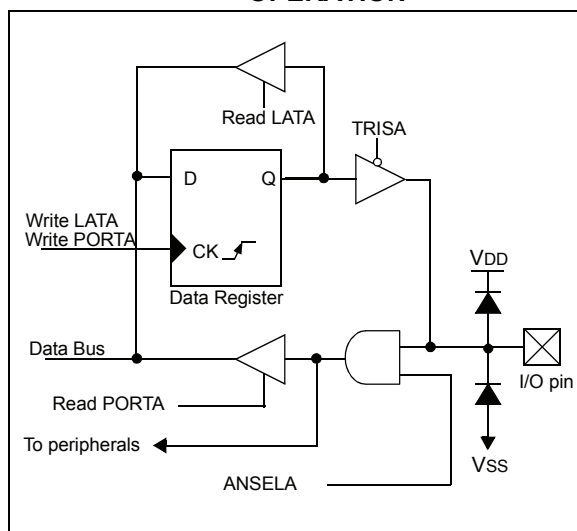 OPERATION
Read LATA
TRISA
D
Q
Write LATA
Write PORTA
CK
Data Register
VDD
Data Bus
I/O pin
Read PORTA
To peripherals
VSS
ANSELA